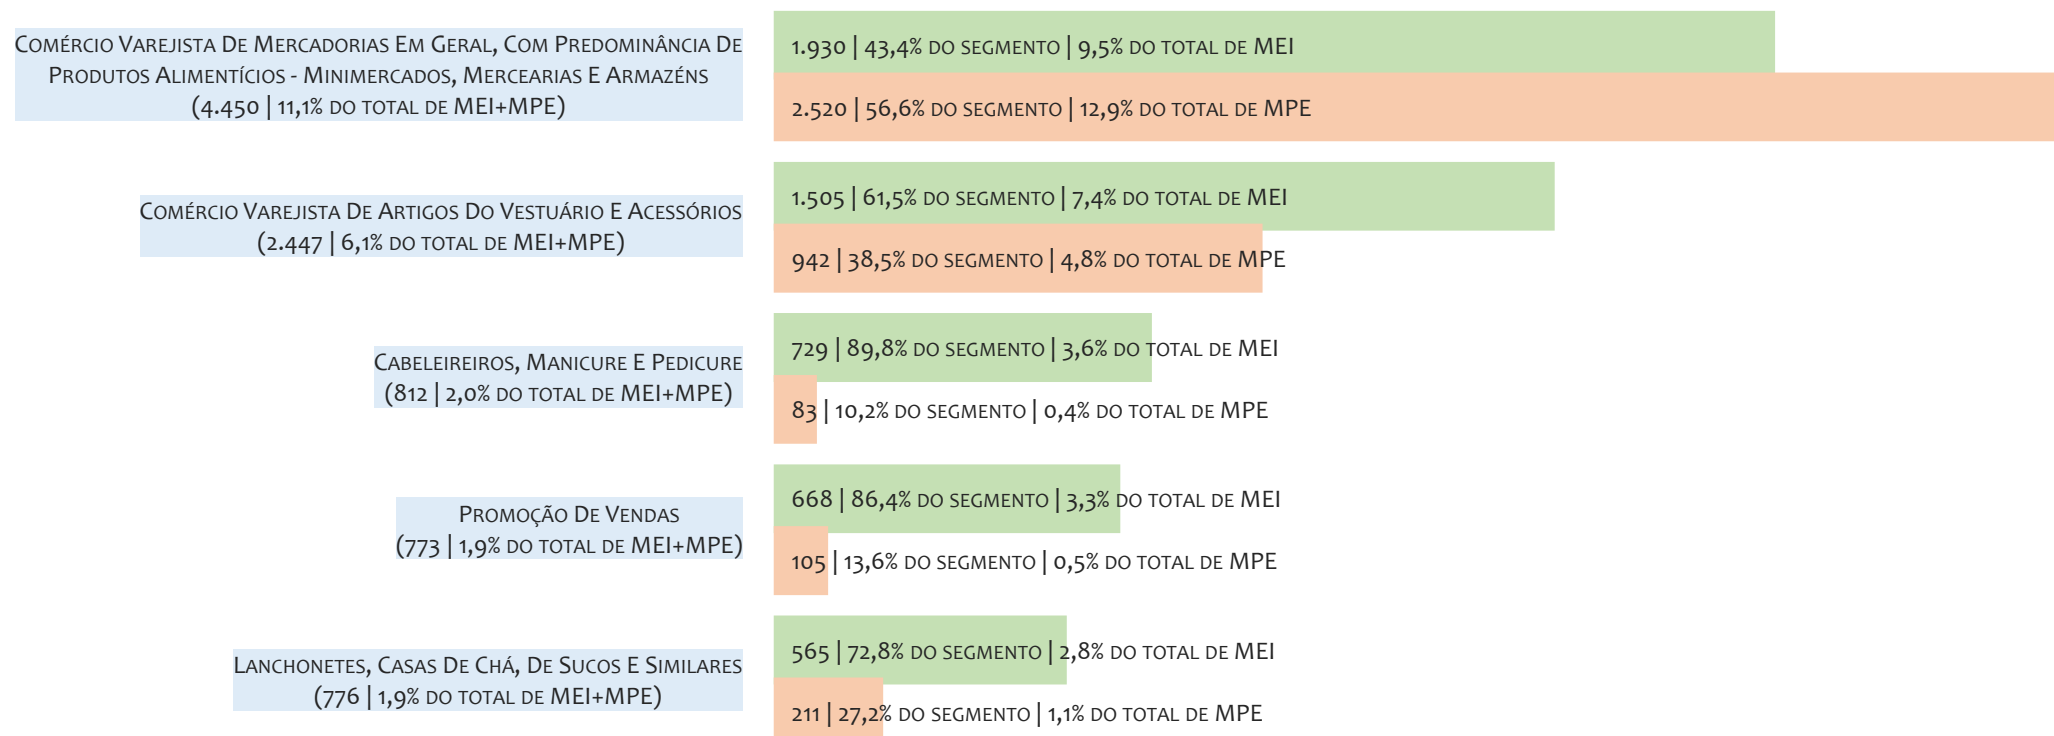 Comércio Varejista De Mercadorias Em Geral, Com Predominância De
Produtos Alimentícios - Minimercados, Mercearias E Armazéns
(4.450 | 11,1% do total de MEI+MPE)
1.930 | 43,4% do segmento | 9,5% do total de MEI
2.520 | 56,6% do segmento | 12,9% do total de MPE
Comércio Varejista De Artigos Do Vestuário E Acessórios
(2.447 | 6,1% do total de MEI+MPE)
1.505 | 61,5% do segmento | 7,4% do total de MEI
942 | 38,5% do segmento | 4,8% do total de MPE
Cabeleireiros, Manicure E Pedicure
(812 | 2,0% do total de MEI+MPE)
729 | 89,8% do segmento | 3,6% do total de MEI
83 | 10,2% do segmento | 0,4% do total de MPE
Promoção De Vendas
(773 | 1,9% do total de MEI+MPE)
668 | 86,4% do segmento | 3,3% do total de MEI
105 | 13,6% do segmento | 0,5% do total de MPE
Lanchonetes, Casas De Chá, De Sucos E Similares
(776 | 1,9% do total de MEI+MPE)
565 | 72,8% do segmento | 2,8% do total de MEI
211 | 27,2% do segmento | 1,1% do total de MPE